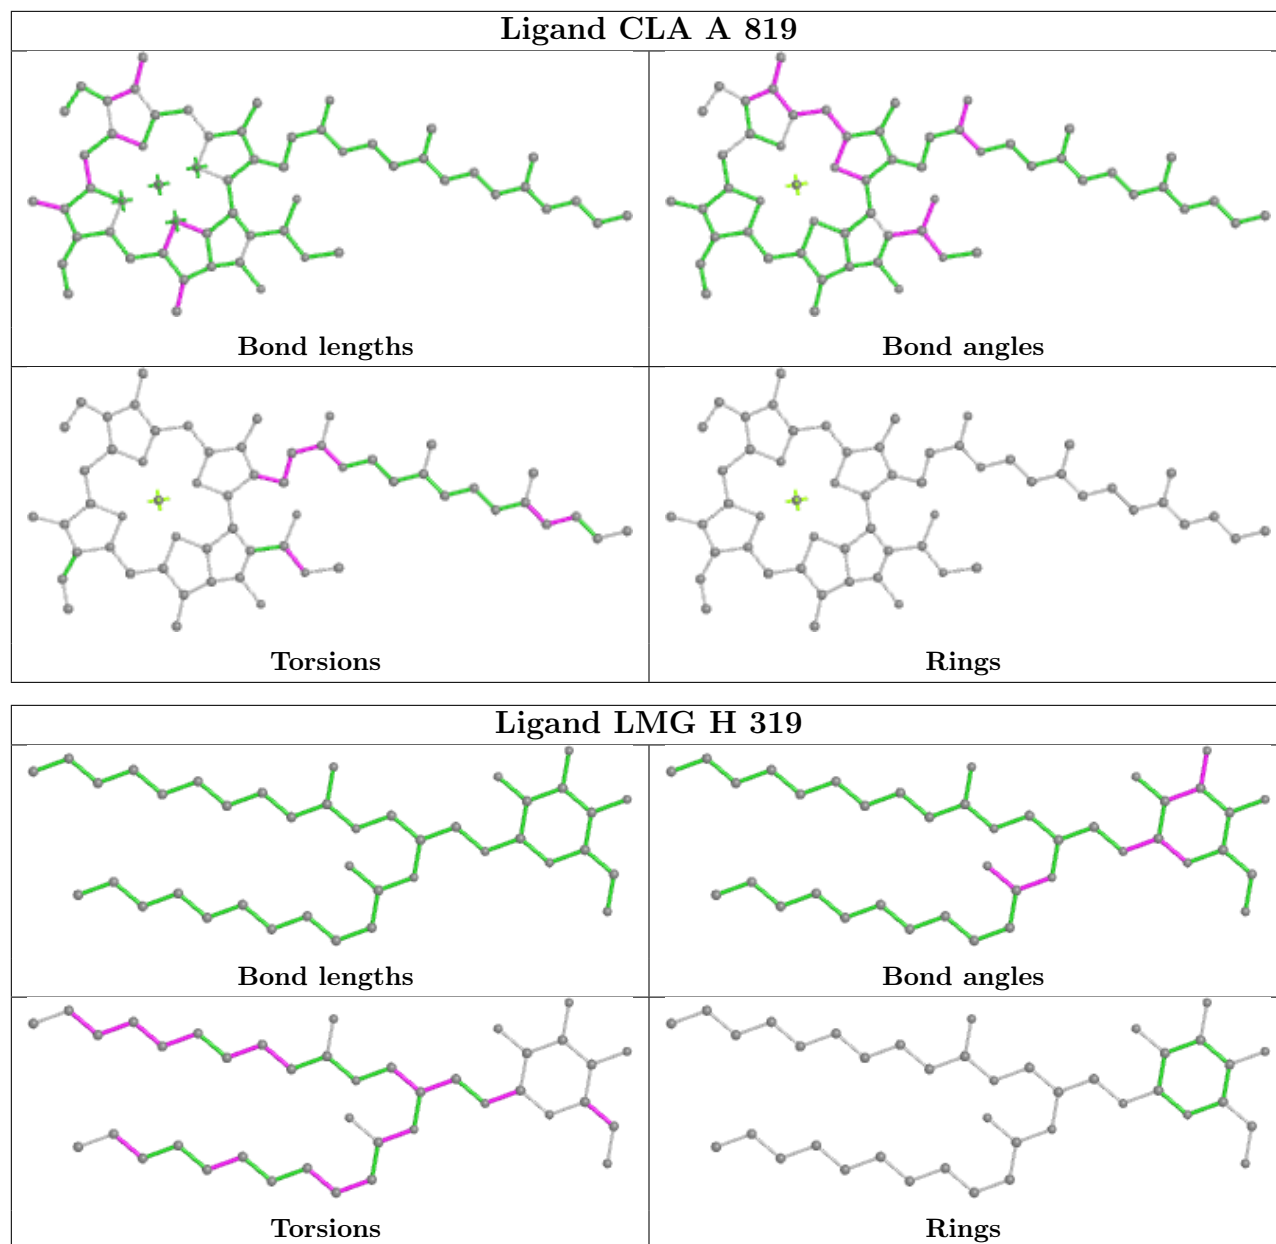 Ligand CLA A 819
Bond lengths
Bond angles
Torsions
Rings
Ligand LMG H 319
Bond lengths
Bond angles
Torsions
Rings